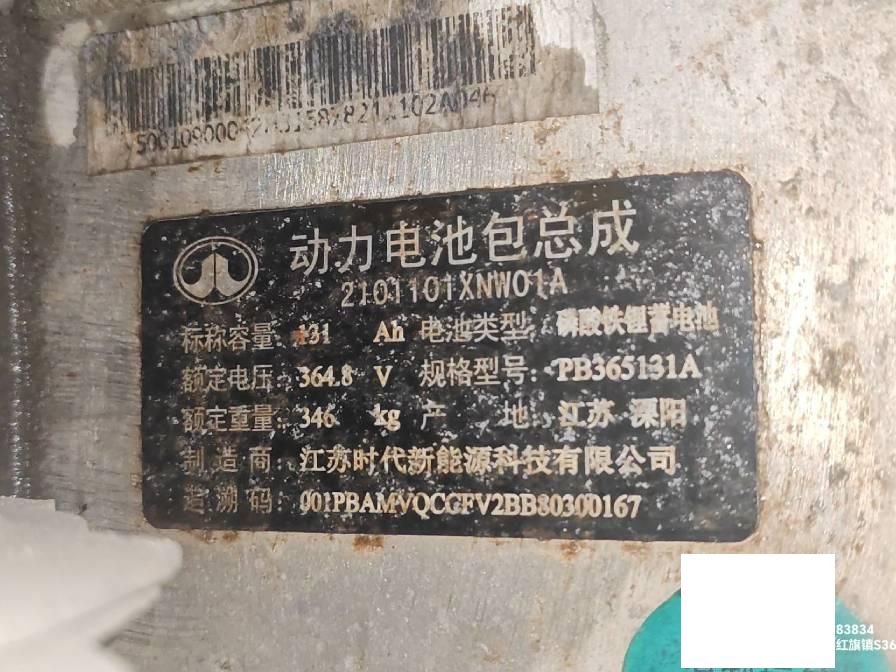 动力电池包总成
2101101XNW01A
标称容量: 131 Ah 电池类型: 磷酸铁锂蓄电池
额定电压: 364.8 V 规格型号: PB365131A
额定重量: 346 kg 产 地: 江苏 溧阳
制 造 商: 江苏时代新能源科技有限公司
追 溯 码: 001PBAMVQCGFV2BB80300167
83834
红旗镇S36